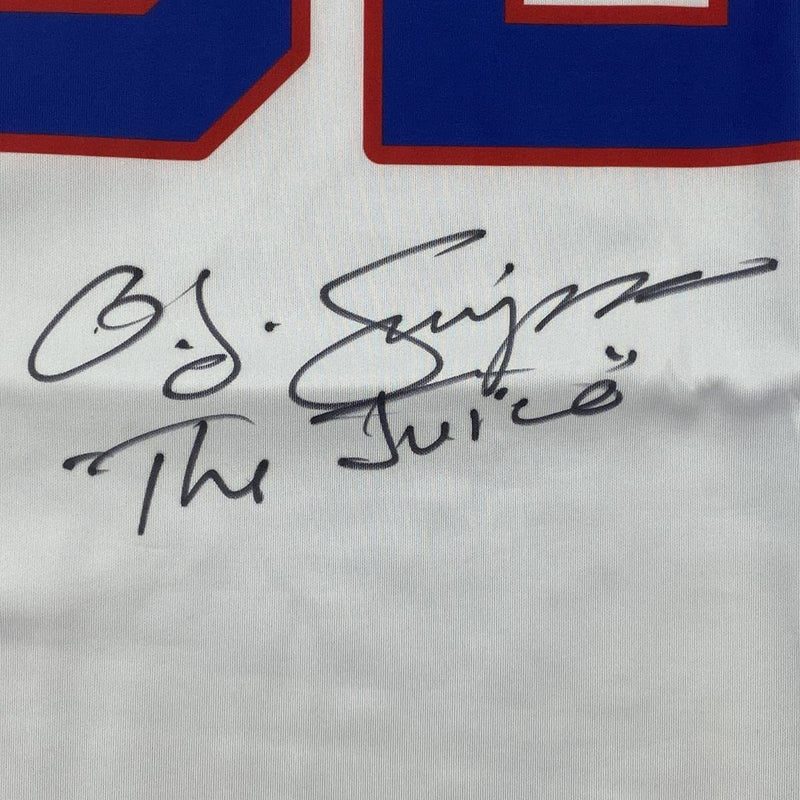 O.J. Simpson
"The Juice"